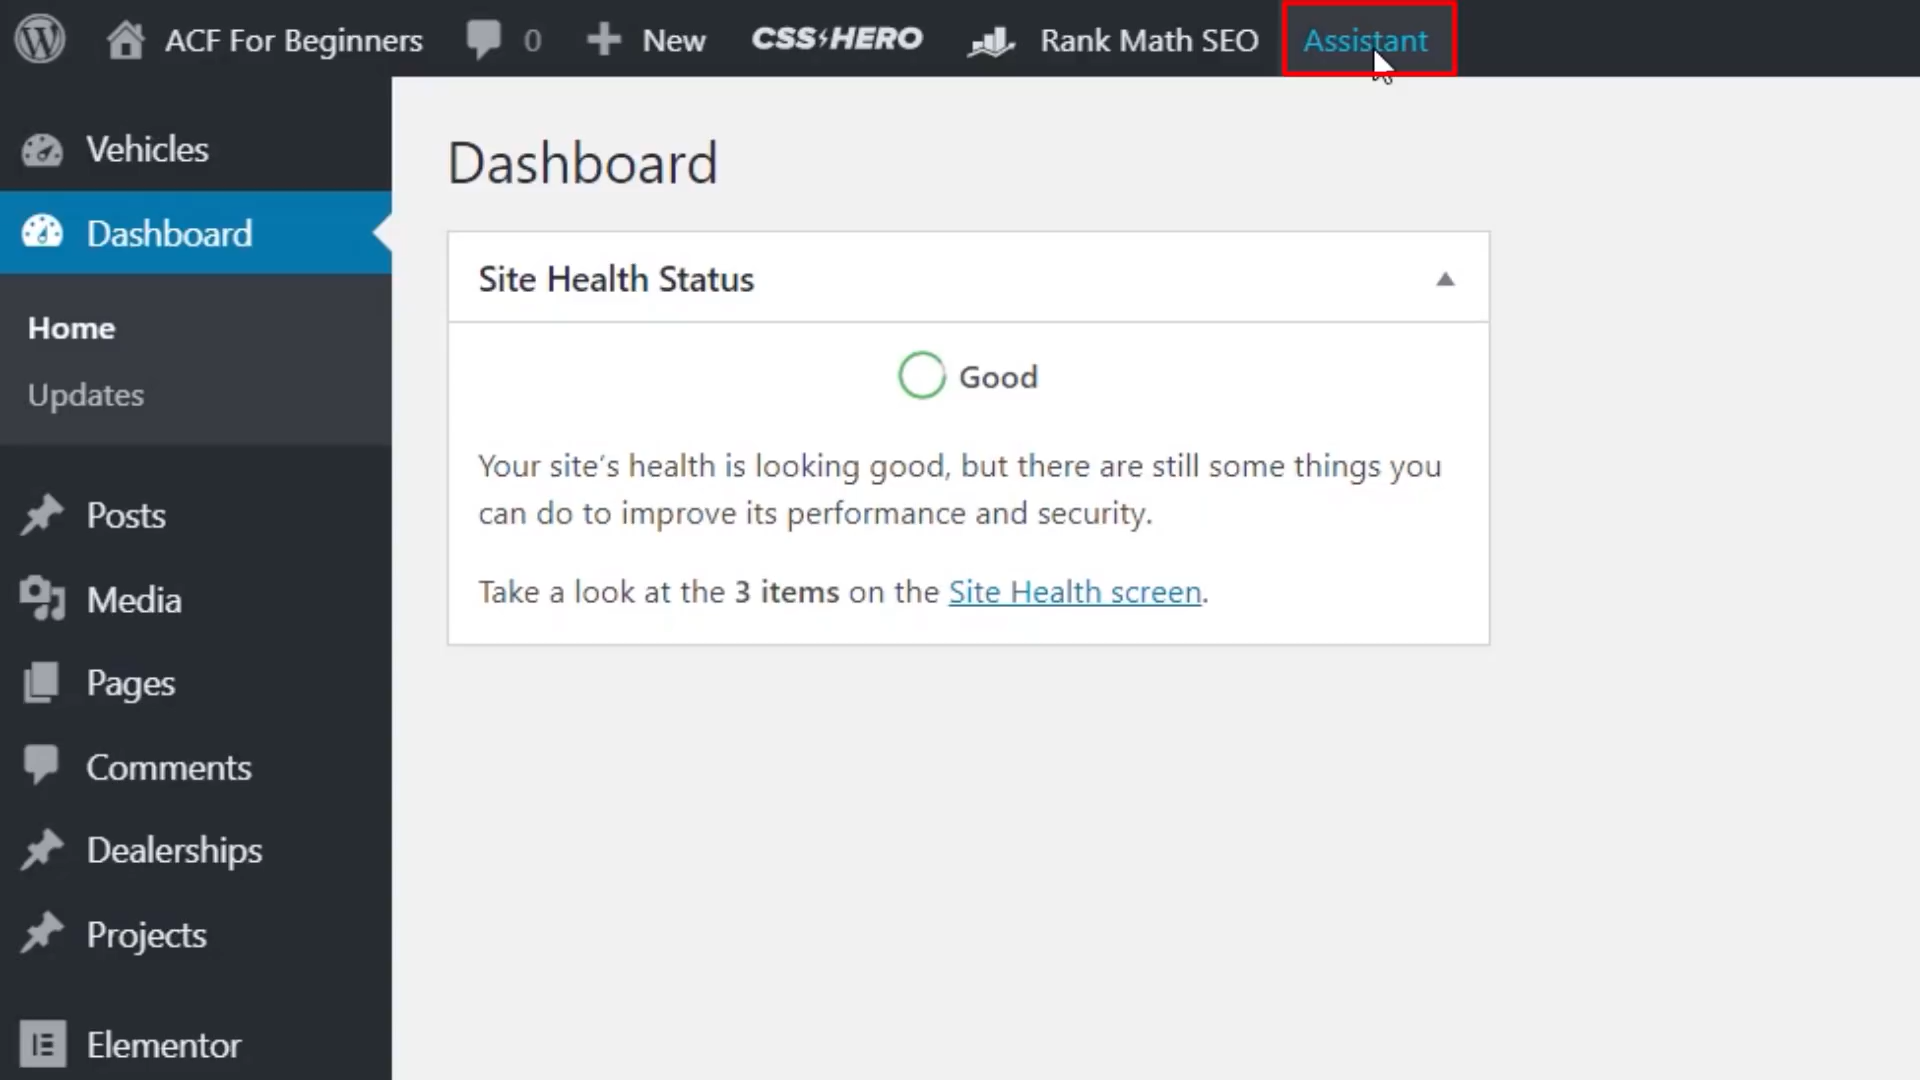 ACF For Beginners 0 New CSS HERO Rank Math SEO Assistant
Vehicles
Dashboard
Home
Updates
Posts
Media
Pages
Comments
Dealerships
Projects
Elementor
Dashboard
Site Health Status
Good
Your site's health is looking good, but there are still some things you
can do to improve its performance and security.
Take a look at the 3 items on the Site Health screen.